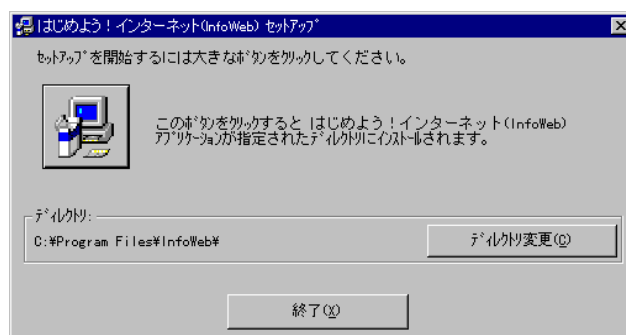 はじめよう！インターネット(InfoWeb) ｾｯﾄｱｯﾌﾟ
ｾｯﾄｱｯﾌﾟを開始するには大きなﾎﾞﾀﾝをｸﾘｯｸしてください。
このﾎﾞﾀﾝをｸﾘｯｸすると はじめよう！インターネット(InfoWeb)
ｱﾌﾟﾘｹｰｼｮﾝが指定されたﾃﾞｨﾚｸﾄﾘにｲﾝｽﾄｰﾙされます。
ﾃﾞｨﾚｸﾄﾘ:
C:¥Program Files¥InfoWeb¥
ﾃﾞｨﾚｸﾄﾘ変更(C)
終了(X)